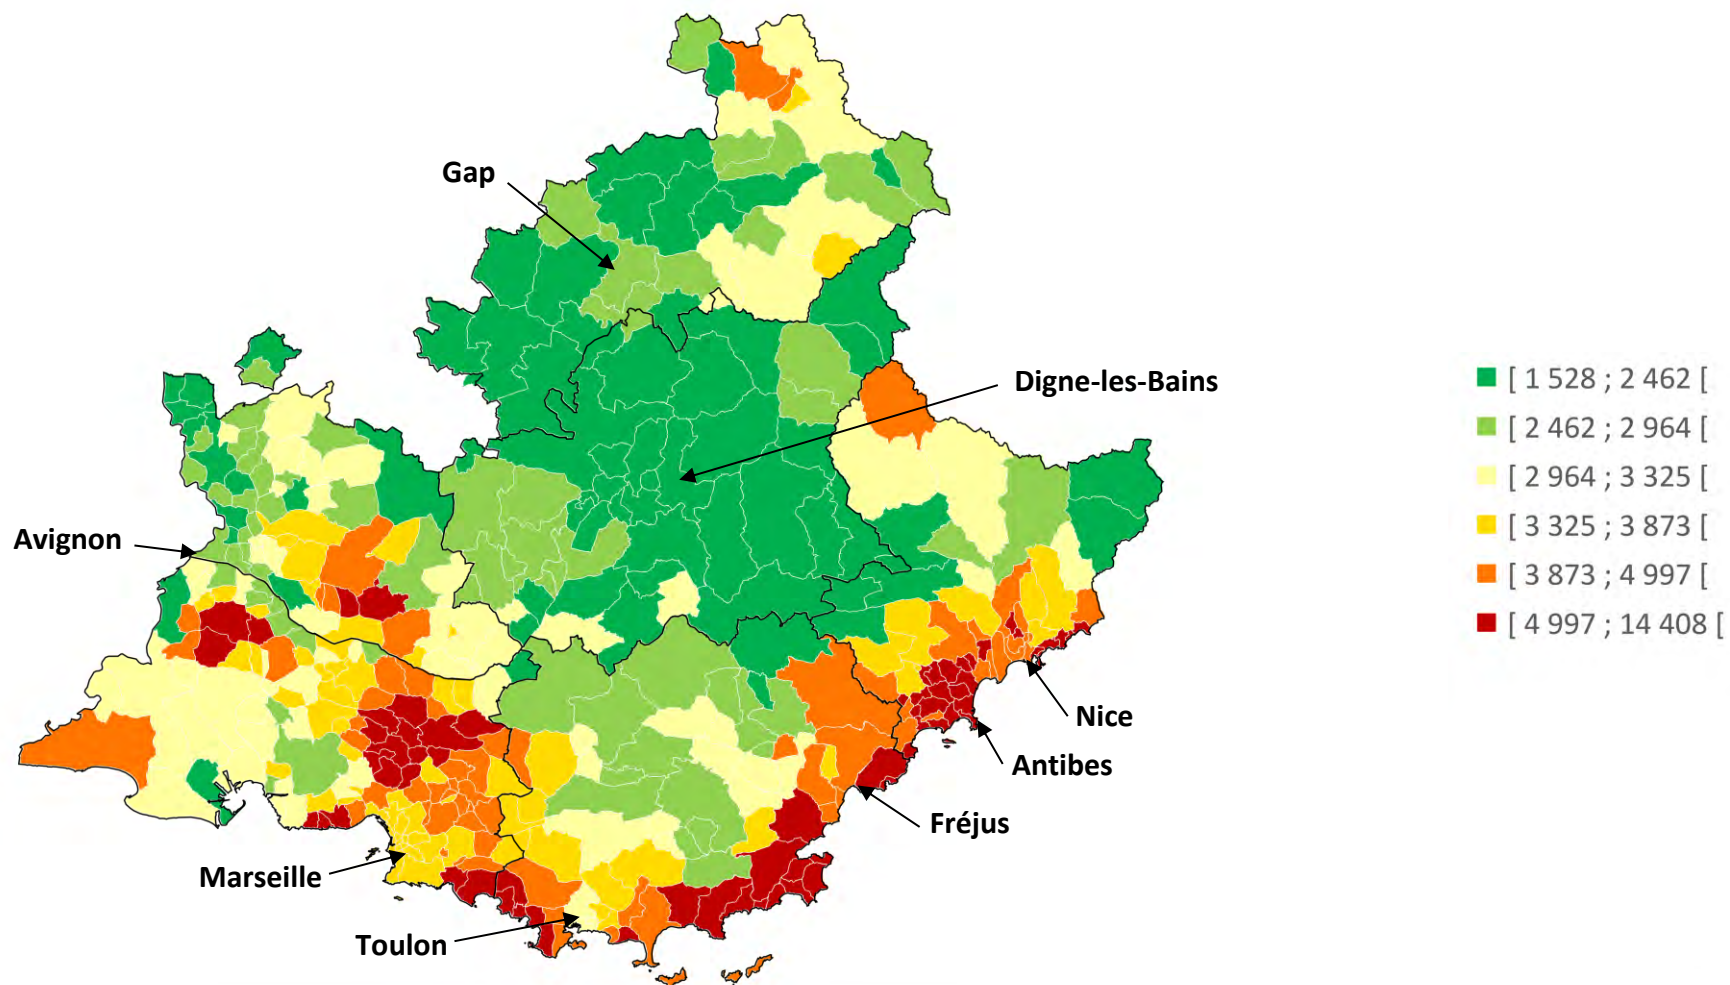 Gap
Digne-les-Bains
[ 1 528 ; 2 462 [
[ 2 462 ; 2 964 [
[ 2 964 ; 3 325 [
[ 3 325 ; 3 873 [
[ 3 873 ; 4 997 [
[ 4 997 ; 14 408 [
Avignon
Nice
Antibes
Fréjus
Marseille
Toulon